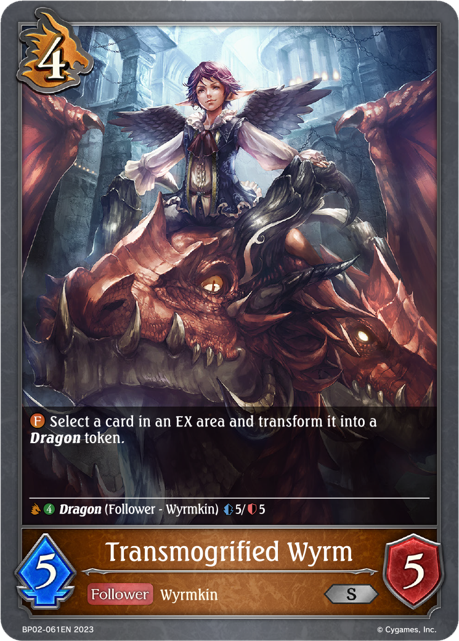 4
F Select a card in an EX area and transform it into a
Dragon token.
4 Dragon (Follower - Wyrmkin) 5/5
Transmogrified Wyrm
5
Follower Wyrmkin
S
5
BP02-061EN 2023
© Cygames, Inc.